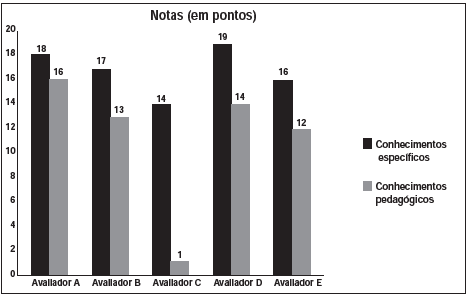 Notas (em pontos)
20
18
16
14
12
10
8
6
4
2
0
18
16
17
13
14
1
19
14
16
12
Avaliador A
Avaliador B
Avaliador C
Avaliador D
Avaliador E
Conhecimentos
específicos
Conhecimentos
pedagógicos